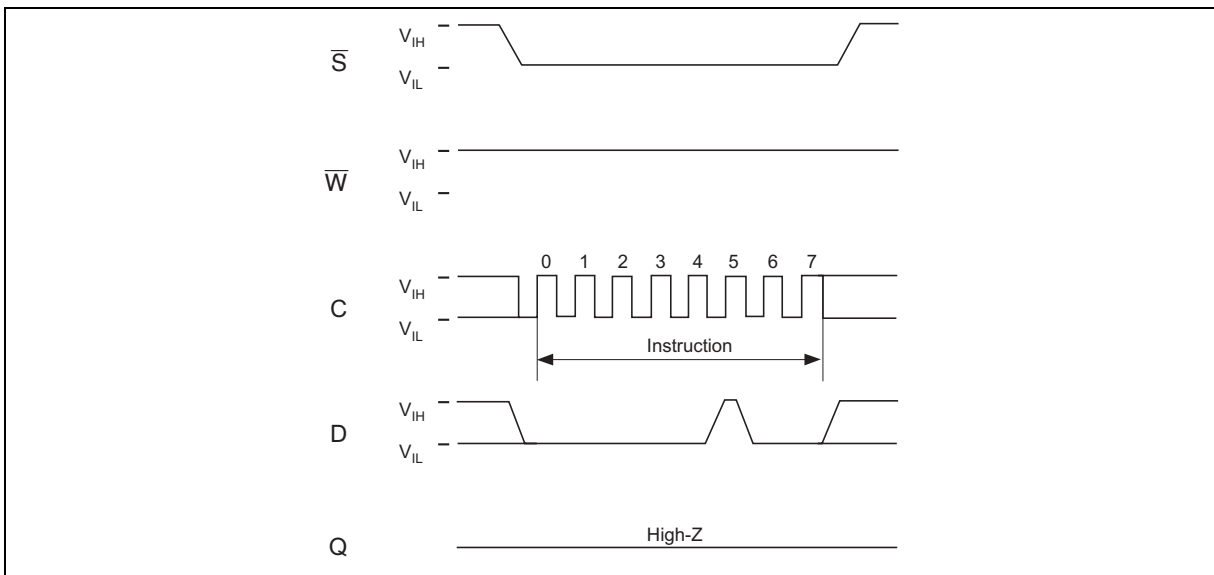 V_IH
S̅
V_IL
V_IH
W̅
V_IL
0 1 2 3 4 5 6 7
V_IH
C
V_IL
Instruction
V_IH
D
V_IL
High-Z
Q